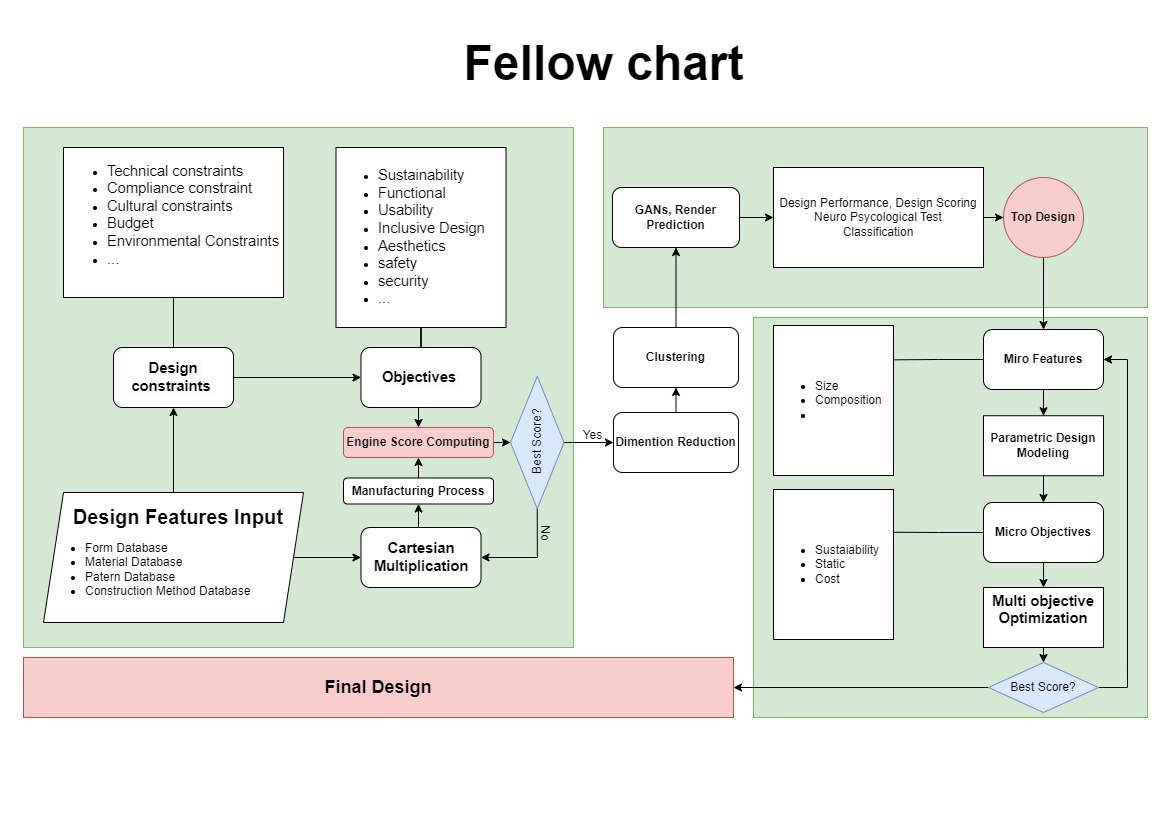 Fellow chart
Technical constraints
Compliance constraint
Cultural constraints
Budget
Environmental Constraints
...
Sustainability
Functional
Usability
Inclusive Design
Aesthetics
safety
security
...
Design
constraints
Objectives
Engine Score Computing
Best Score?
Yes
No
Manufacturing Process
Cartesian
Multiplication
Design Features Input
Form Database
Material Database
Patern Database
Construction Method Database
Dimention Reduction
Clustering
GANs, Render
Prediction
Design Performance, Design Scoring
Neuro Psycological Test
Classification
Top Design
Miro Features
Size
Composition
Parametric Design
Modeling
Micro Objectives
Sustaiability
Static
Cost
Multi objective
Optimization
Best Score?
Final Design